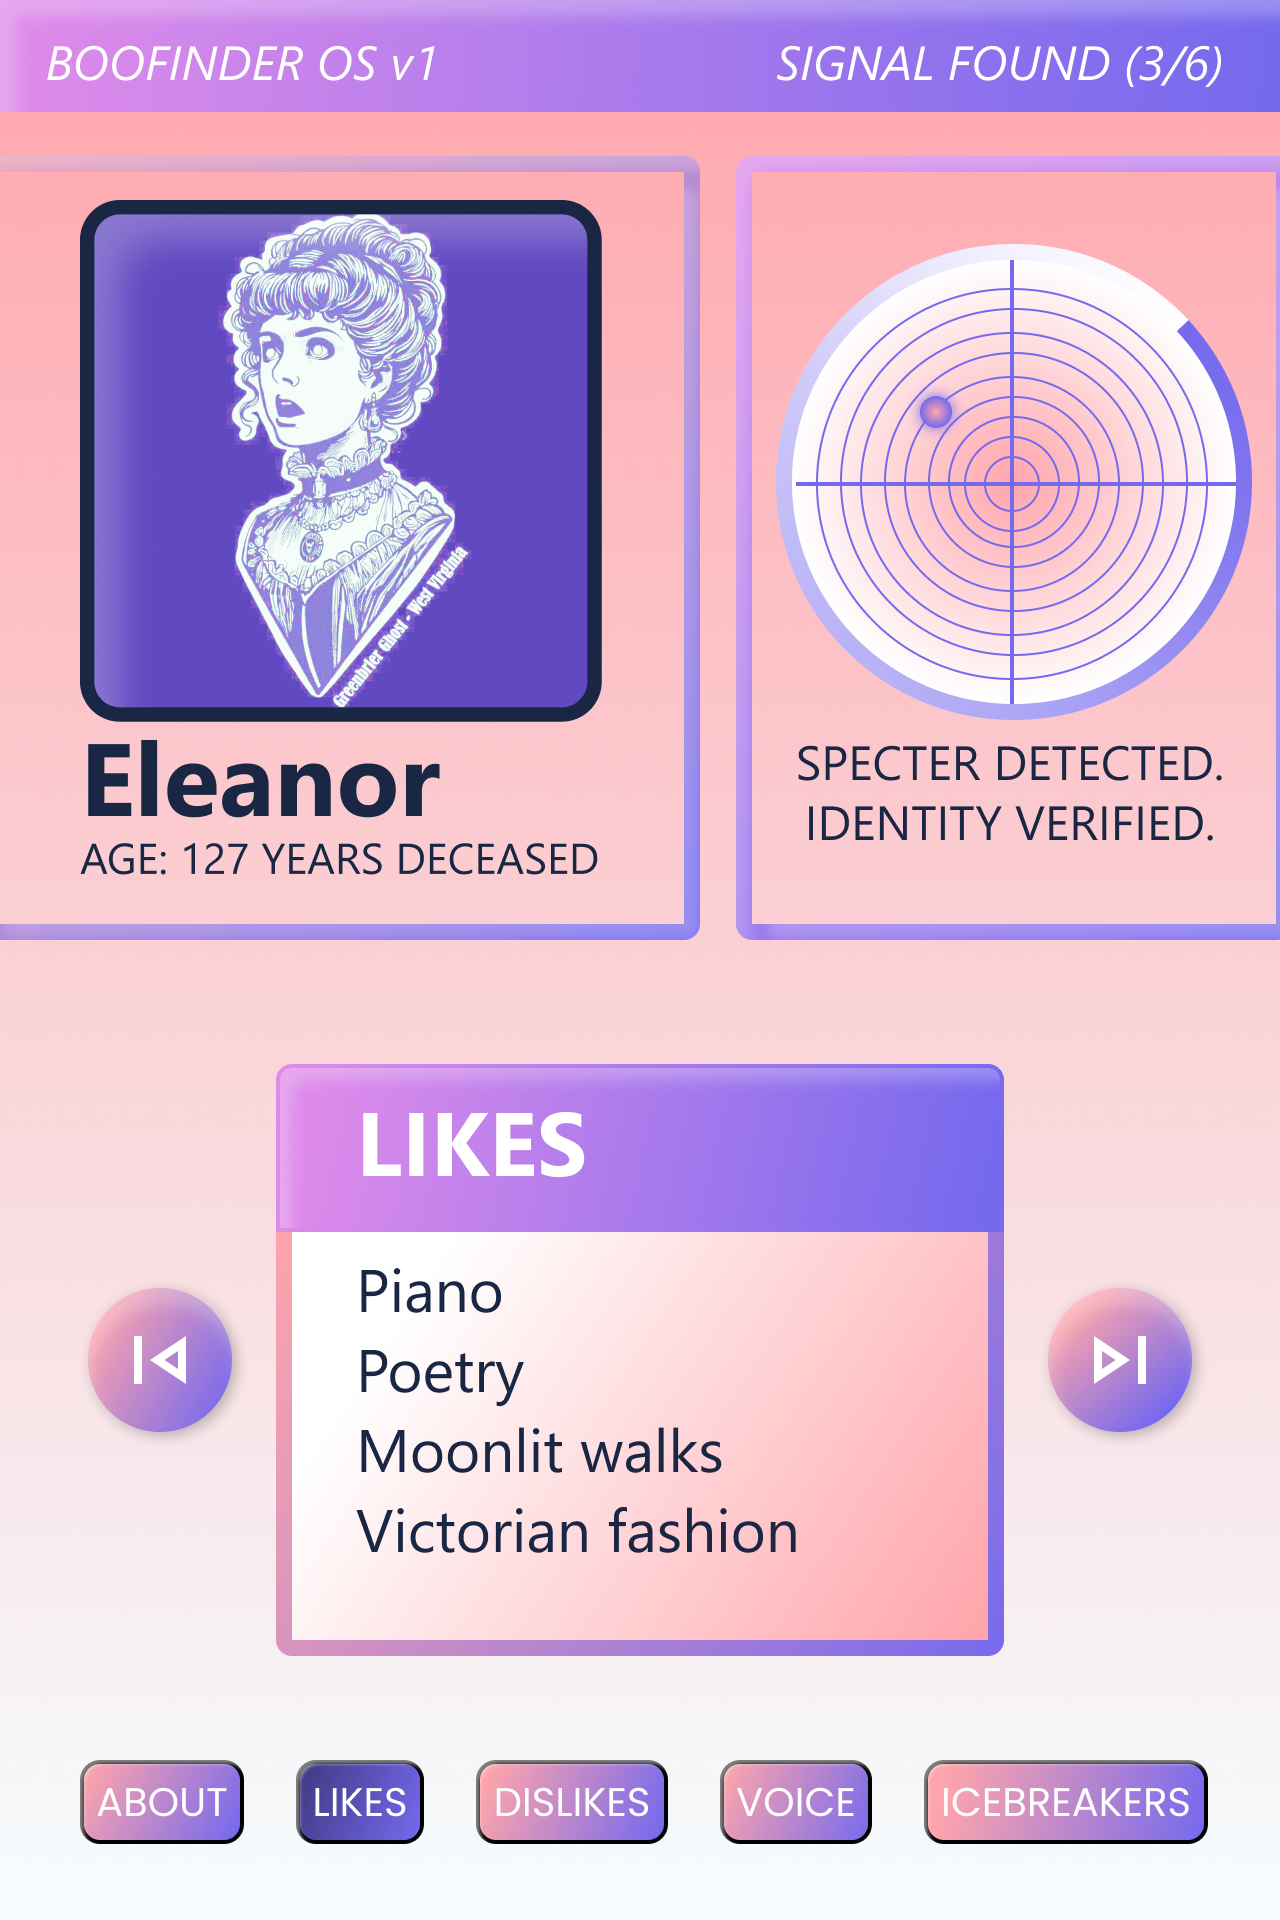 BOOFINDER OS v1
SIGNAL FOUND (3/6)
Greenbrier Ghost - West Virginia
Eleanor
AGE: 127 YEARS DECEASED
SPECTER DETECTED.
IDENTITY VERIFIED.
LIKES
Piano
Poetry
Moonlit walks
Victorian fashion
ABOUT
LIKES
DISLIKES
VOICE
ICEBREAKERS